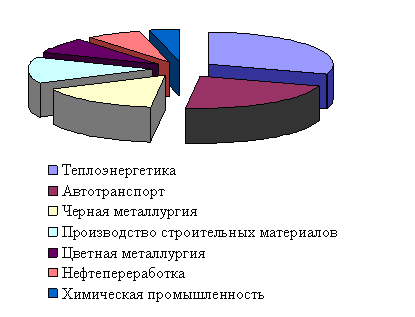 Теплоэнергетика
Автотранспорт
Черная металлургия
Производство строительных материалов
Цветная металлургия
Нефтепереработка
Химическая промышленность